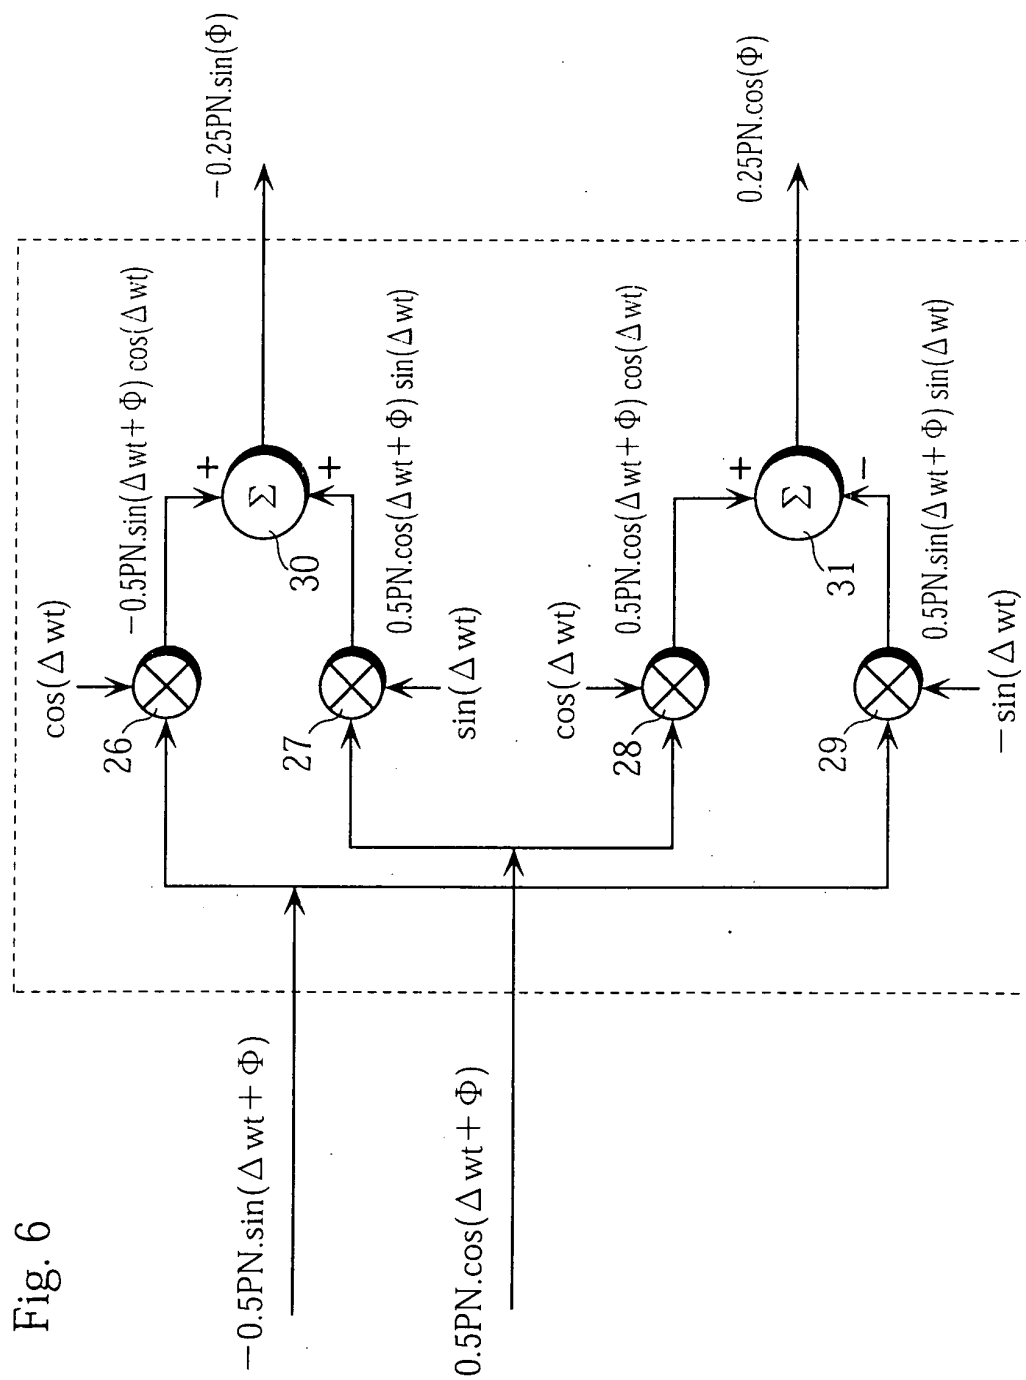 Fig. 6
−0.5PN.sin(Δwt+Φ)
0.5PN.cos(Δwt+Φ)
cos(Δwt)
26
−0.5PN.sin(Δwt+Φ) cos(Δwt)
27
sin(Δwt)
0.5PN.cos(Δwt+Φ) sin(Δwt)
+
+
Σ
30
−0.25PN.sin(Φ)
cos(Δwt)
28
0.5PN.cos(Δwt+Φ) cos(Δwt)
29
−sin(Δwt)
0.5PN.sin(Δwt+Φ) sin(Δwt)
+
−
Σ
31
0.25PN.cos(Φ)